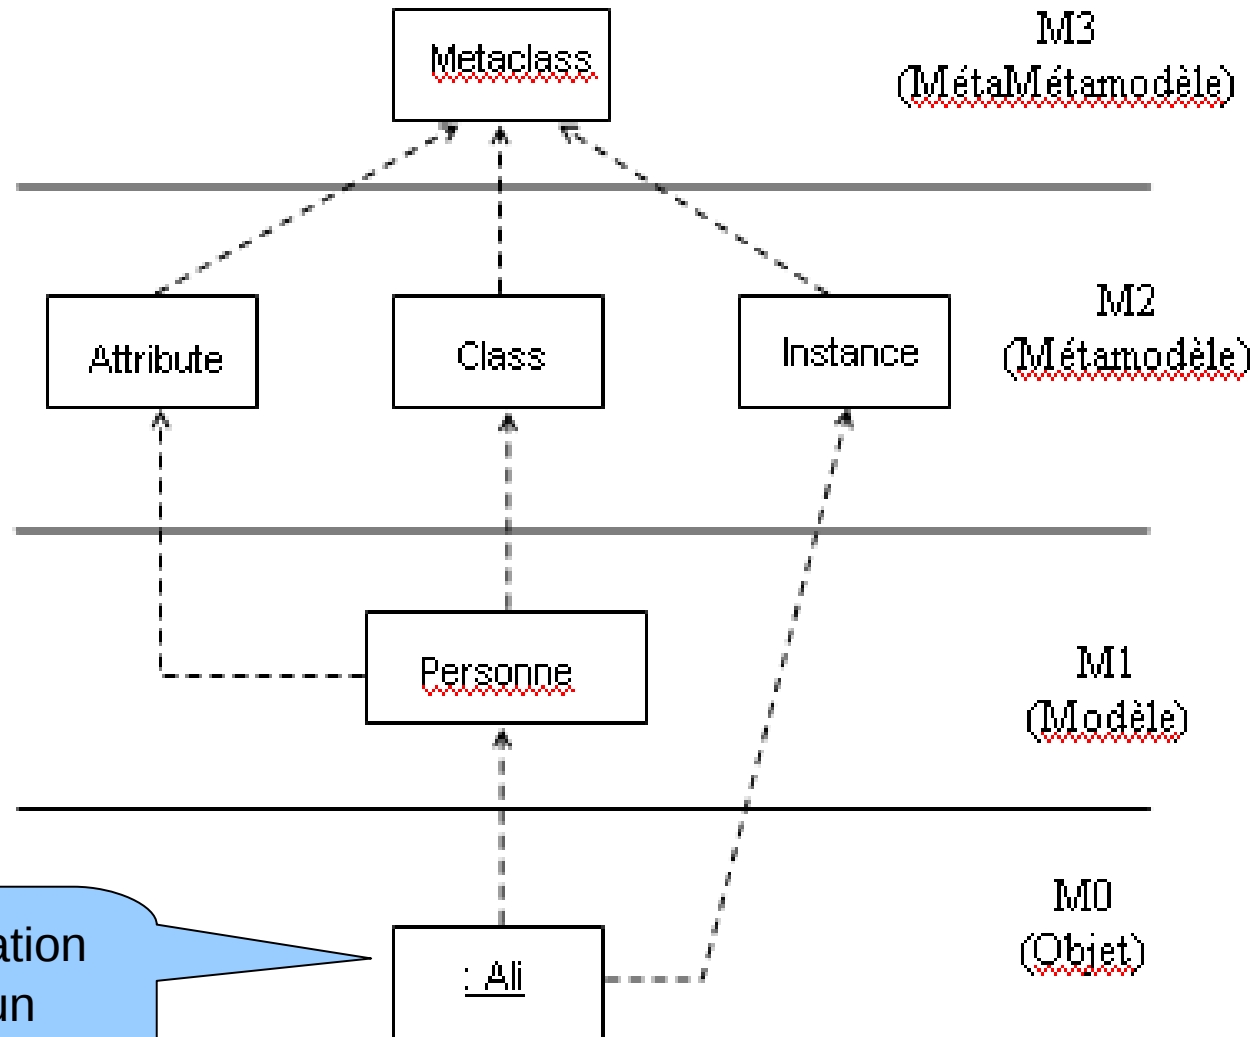 Metaclass
M3
(MétaMétamodèle)
Attribute
Class
Instance
M2
(Métamodèle)
Personne
M1
(Modèle)
ation
un
: Ali
M0
(Objet)